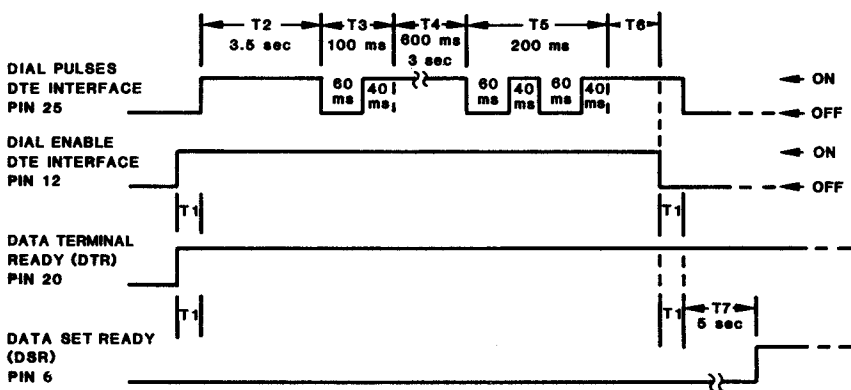 T2 T3 T4 T5 T6
3.5 sec 100 ms 600 ms 3 sec 200 ms
DIAL PULSES
DTE INTERFACE
PIN 25
60 ms 40 ms 60 ms 40 ms 60 ms 40 ms
ON
OFF
DIAL ENABLE
DTE INTERFACE
PIN 12
ON
OFF
T1 T1
DATA TERMINAL
READY (DTR)
PIN 20
T1 T1 T7
5 sec
DATA SET READY
(DSR)
PIN 6